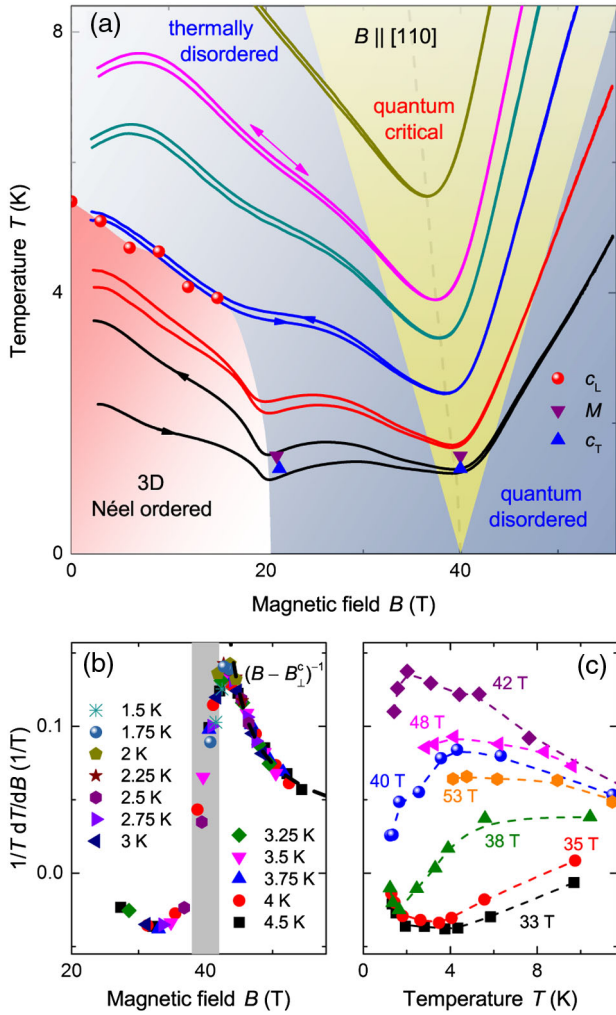 (a)
thermally
disordered
B || [110]
quantum
critical
8
4
0
Temperature T (K)
c_L
M
c_T
3D
Néel ordered
quantum
disordered
0
20
40
Magnetic field B (T)
(b)
(B − B⊥^c)^−1
1.5 K
1.75 K
2 K
2.25 K
2.5 K
2.75 K
3 K
3.25 K
3.5 K
3.75 K
4 K
4.5 K
0.1
0.0
1/T dT/dB (1/T)
20
40
Magnetic field B (T)
(c)
42 T
48 T
40 T
53 T
38 T
35 T
33 T
0
4
8
Temperature T (K)